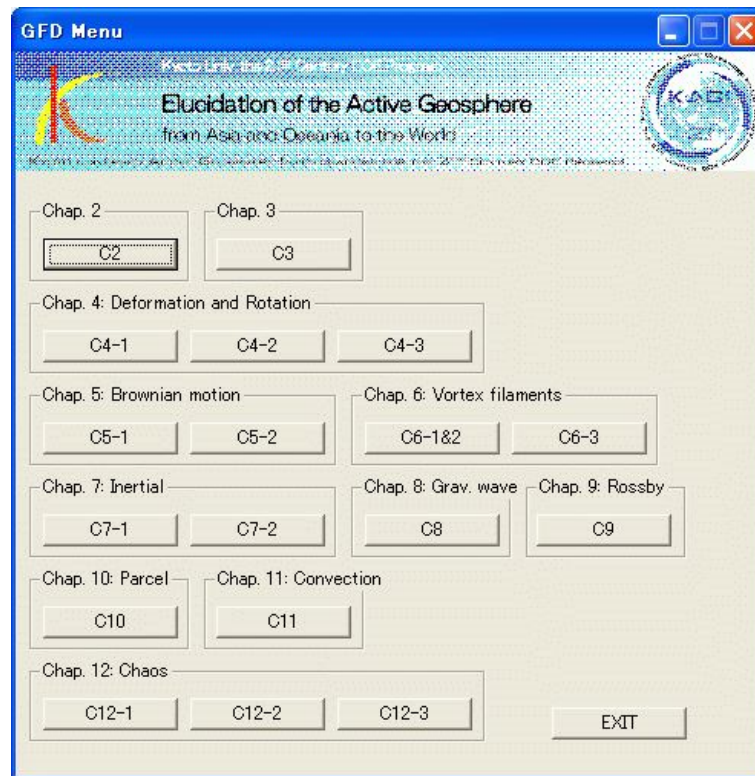 GFD Menu
Elucidation of the Active Geosphere
from Asia and Oceania to the World
KAGI
21
Chap. 2
Chap. 3
C2
C3
Chap. 4: Deformation and Rotation
C4-1
C4-2
C4-3
Chap. 5: Brownian motion
Chap. 6: Vortex filaments
C5-1
C5-2
C6-1&2
C6-3
Chap. 7: Inertial
Chap. 8: Grav. wave
Chap. 9: Rossby
C7-1
C7-2
C8
C9
Chap. 10: Parcel
Chap. 11: Convection
C10
C11
Chap. 12: Chaos
C12-1
C12-2
C12-3
EXIT